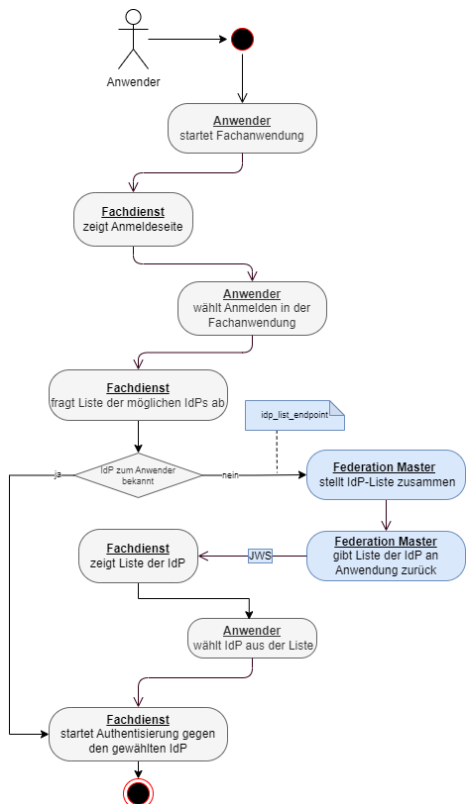 Anwender
Anwender
startet Fachanwendung
Fachdienst
zeigt Anmeldeseite
Anwender
wählt Anmelden in der
Fachanwendung
Fachdienst
fragt Liste der möglichen IdPs ab
idp_list_endpoint
IdP zum Anwender
bekannt
ja
nein
Federation Master
stellt IdP-Liste zusammen
Federation Master
gibt Liste der IdP an
Anwendung zurück
JWS
Fachdienst
zeigt Liste der IdP
Anwender
wählt IdP aus der Liste
Fachdienst
startet Authentisierung gegen
den gewählten IdP